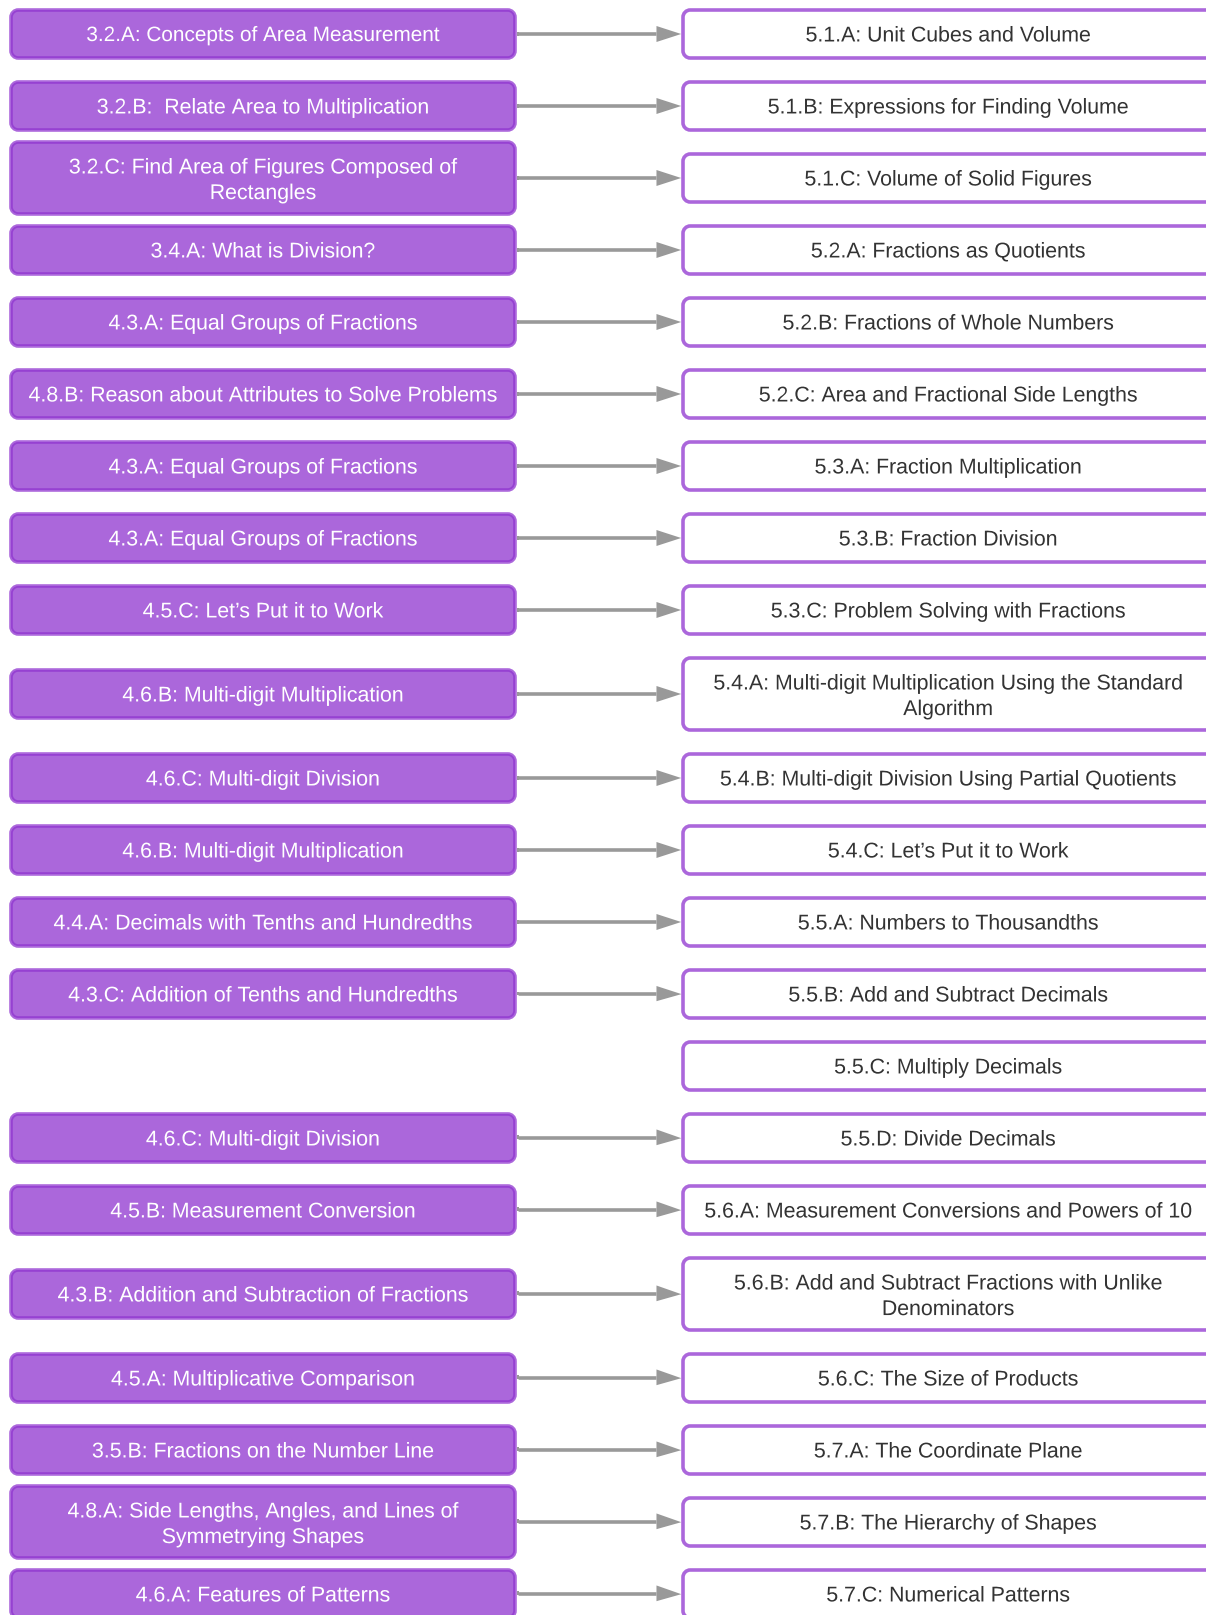 3.2.A: Concepts of Area Measurement
5.1.A: Unit Cubes and Volume
3.2.B:  Relate Area to Multiplication
5.1.B: Expressions for Finding Volume
3.2.C: Find Area of Figures Composed of
Rectangles
5.1.C: Volume of Solid Figures
3.4.A: What is Division?
5.2.A: Fractions as Quotients
4.3.A: Equal Groups of Fractions
5.2.B: Fractions of Whole Numbers
4.8.B: Reason about Attributes to Solve Problems
5.2.C: Area and Fractional Side Lengths
4.3.A: Equal Groups of Fractions
5.3.A: Fraction Multiplication
4.3.A: Equal Groups of Fractions
5.3.B: Fraction Division
4.5.C: Let’s Put it to Work
5.3.C: Problem Solving with Fractions
4.6.B: Multi-digit Multiplication
5.4.A: Multi-digit Multiplication Using the Standard
Algorithm
4.6.C: Multi-digit Division
5.4.B: Multi-digit Division Using Partial Quotients
4.6.B: Multi-digit Multiplication
5.4.C: Let’s Put it to Work
4.4.A: Decimals with Tenths and Hundredths
5.5.A: Numbers to Thousandths
4.3.C: Addition of Tenths and Hundredths
5.5.B: Add and Subtract Decimals
5.5.C: Multiply Decimals
4.6.C: Multi-digit Division
5.5.D: Divide Decimals
4.5.B: Measurement Conversion
5.6.A: Measurement Conversions and Powers of 10
4.3.B: Addition and Subtraction of Fractions
5.6.B: Add and Subtract Fractions with Unlike
Denominators
4.5.A: Multiplicative Comparison
5.6.C: The Size of Products
3.5.B: Fractions on the Number Line
5.7.A: The Coordinate Plane
4.8.A: Side Lengths, Angles, and Lines of
Symmetrying Shapes
5.7.B: The Hierarchy of Shapes
4.6.A: Features of Patterns
5.7.C: Numerical Patterns